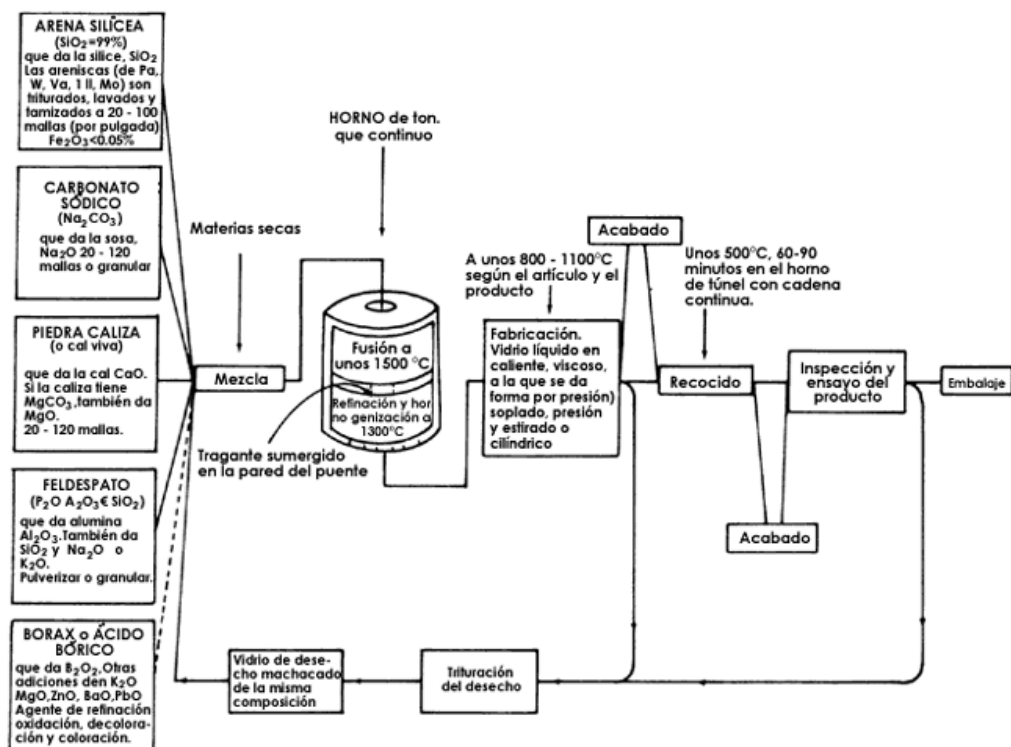 ARENA SILÍCEA
(SiO₂=99%)
que da la silice, SiO₂
Las areniscas (de Pa,
W, Va, 1 ll, Mo) son
triturados, lavados y
tamizados a 20 - 100
mallas (por pulgada)
Fe₂O₃<0.05%
CARBONATO
SÓDICO
(Na₂CO₃)
que da la sosa,
Na₂O 20 - 120
mallas o granular
PIEDRA CALIZA
(o cal viva)
que da la cal CaO.
Si la caliza tiene
MgCO₃,también da
MgO.
20 - 120 mallas.
FELDESPATO
(P₂O A₂O₃€ SiO₂)
que da alumina
Al₂O₃.También da
SiO₂ y Na₂O o
K₂O.
Pulverizar o granular.
BORAX o ÁCIDO
BÓRICO
que da B₂O₂,Otras
adiciones den K₂O
MgO,ZnO, BaO,PbO
Agente de refinación
oxidación, decolora-
ción y coloración.
Materias secas
Mezcla
HORNO de ton.
que continuo
Fusión a
unos 1500 °C
Refinación y hor
no genización a
1300°C
Tragante sumergido
en la pared del puente
A unos 800 - 1100°C
según el artículo y el
producto
Fabricación.
Vidrio líquido en
caliente, viscoso,
a la que se da
forma por presión)
soplado, presión
y estirado o
cilíndrico
Acabado
Unos 500°C, 60-90
minutos en el horno
de túnel con cadena
continua.
Recocido
Acabado
Inspección y
ensayo del
producto
Embalaje
Trituración
del desecho
Vidrio de dese-
cho machacado
de la misma
composición